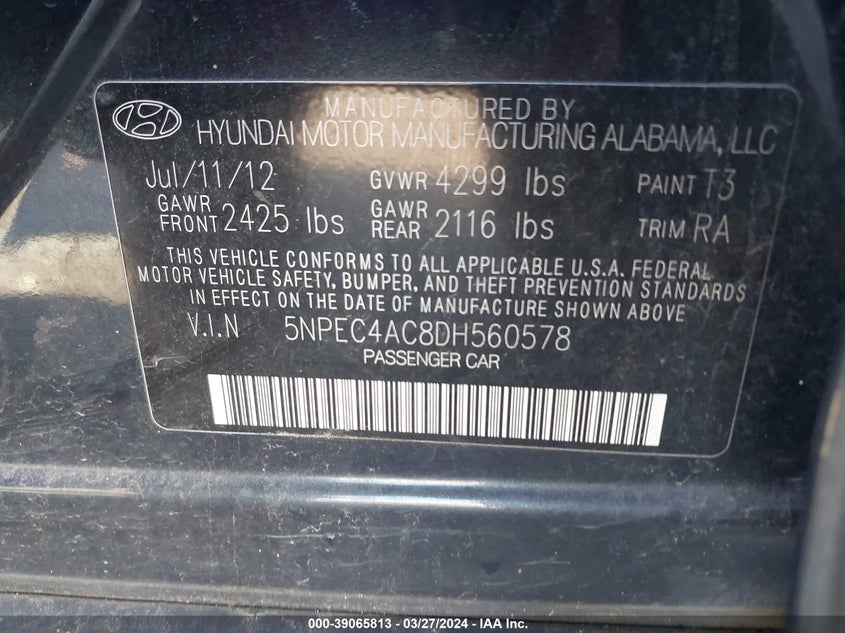 MANUFACTURED BY
HYUNDAI MOTOR MANUFACTURING ALABAMA, LLC
Jul/11/12 GVWR 4299 lbs PAINT T3
GAWR FRONT 2425 lbs GAWR REAR 2116 lbs TRIM RA
THIS VEHICLE CONFORMS TO ALL APPLICABLE U.S.A. FEDERAL
MOTOR VEHICLE SAFETY, BUMPER, AND THEFT PREVENTION STANDARDS
IN EFFECT ON THE DATE OF MANUFACTURE SHOWN ABOVE
V.I.N 5NPEC4AC8DH560578
PASSENGER CAR
000-39065813 - 03/27/2024 - IAA Inc.